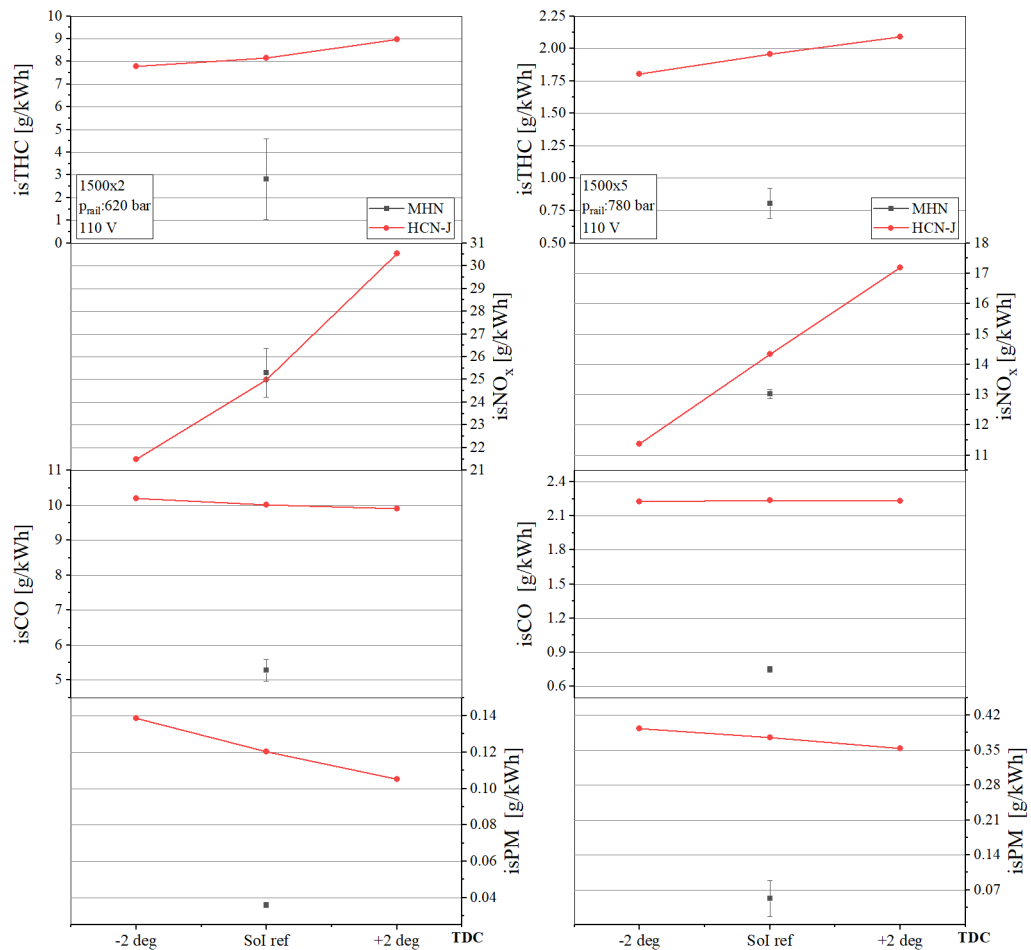 10
9
8
7
6
5
4
3
2
1
0
isTHC [g/kWh]
1500x2
p_rail:620 bar
110 V
MHN
HCN-J
31
30
29
28
27
26
25
24
23
22
21
isNOx [g/kWh]
11
10
9
8
7
6
5
isCO [g/kWh]
0.14
0.12
0.10
0.08
0.06
0.04
isPM [g/kWh]
-2 deg
SoI ref
+2 deg
TDC
2.25
2.00
1.75
1.50
1.25
1.00
0.75
0.50
isTHC [g/kWh]
1500x5
p_rail:780 bar
110 V
MHN
HCN-J
18
17
16
15
14
13
12
11
isNOx [g/kWh]
2.4
2.1
1.8
1.5
1.2
0.9
0.6
isCO [g/kWh]
0.42
0.35
0.28
0.21
0.14
0.07
isPM [g/kWh]
-2 deg
SoI ref
+2 deg
TDC